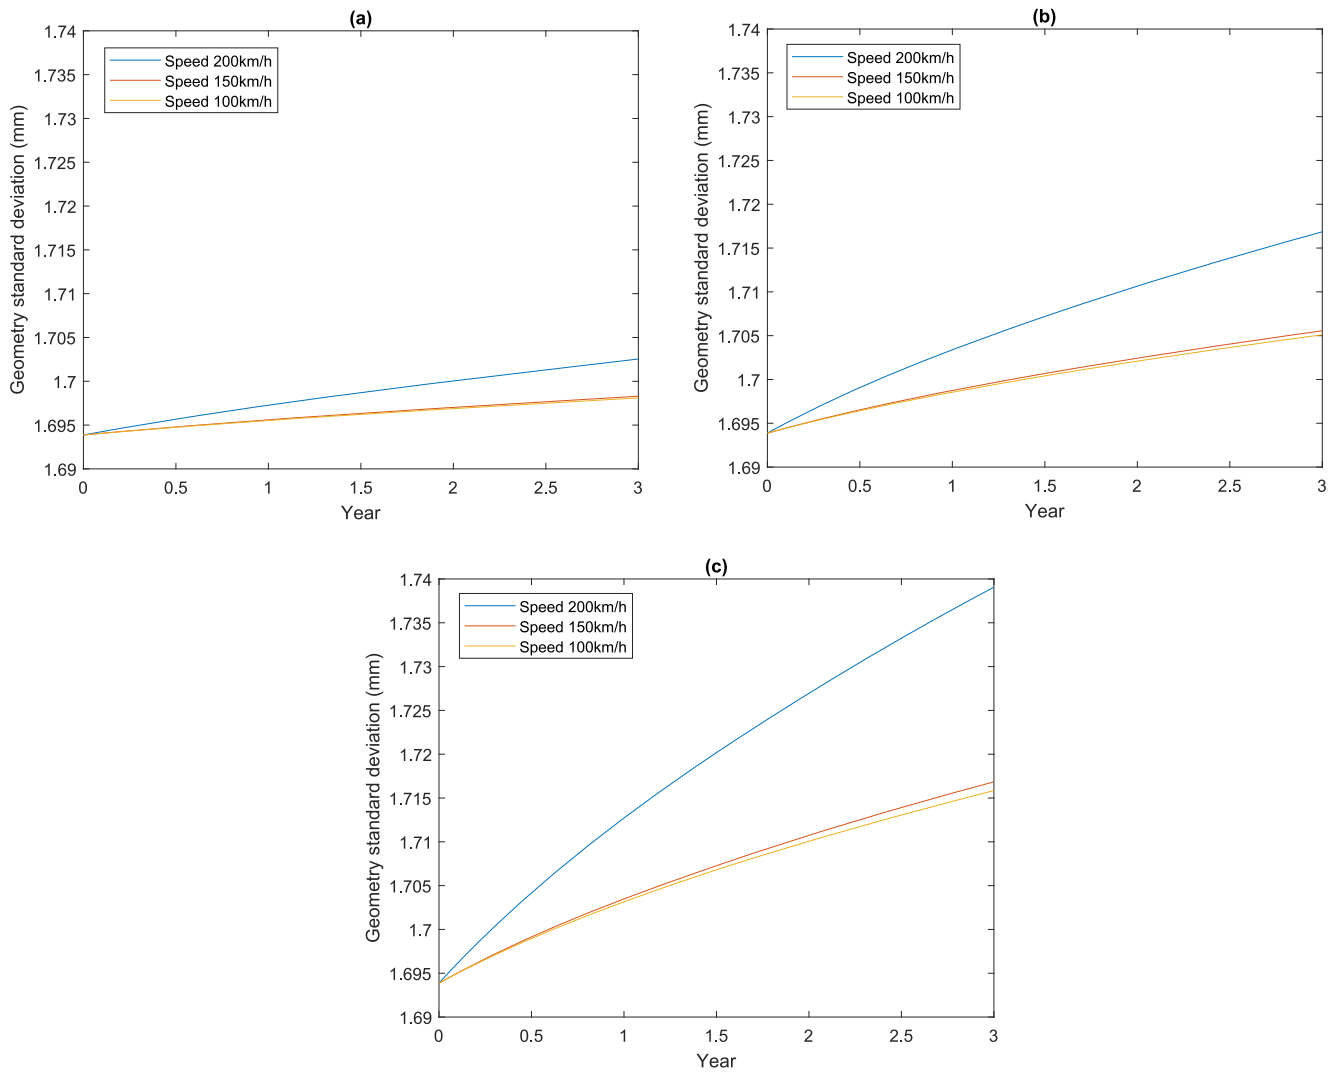 (a)
1.74
1.735
1.73
1.725
1.72
1.715
1.71
1.705
1.7
1.695
1.69
Geometry standard deviation (mm)
Speed 200km/h
Speed 150km/h
Speed 100km/h
0 0.5 1 1.5 2 2.5 3
Year
(b)
1.74
1.735
1.73
1.725
1.72
1.715
1.71
1.705
1.7
1.695
1.69
Geometry standard deviation (mm)
Speed 200km/h
Speed 150km/h
Speed 100km/h
0 0.5 1 1.5 2 2.5 3
Year
(c)
1.74
1.735
1.73
1.725
1.72
1.715
1.71
1.705
1.7
1.695
1.69
Geometry standard deviation (mm)
Speed 200km/h
Speed 150km/h
Speed 100km/h
0 0.5 1 1.5 2 2.5 3
Year